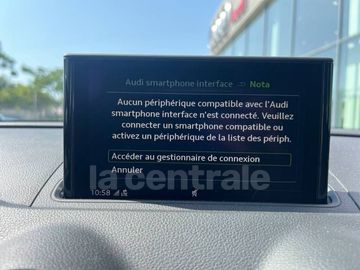 Audi smartphone interface Nota
Aucun périphérique compatible avec l'Audi
smartphone interface n'est connecté. Veuillez
connecter un smartphone compatible ou
activez un périphérique de la liste des périph.
Accéder au gestionnaire de connexion
Annuler
la centrale
10:58